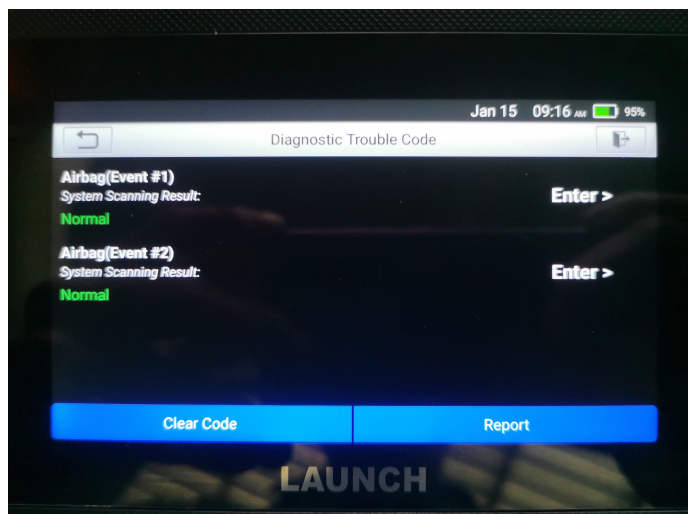 Jan 15 09:16 AM 95%
Diagnostic Trouble Code
Airbag(Event #1)
System Scanning Result:
Enter >
Normal
Airbag(Event #2)
System Scanning Result:
Enter >
Normal
Clear Code Report
LAUNCH